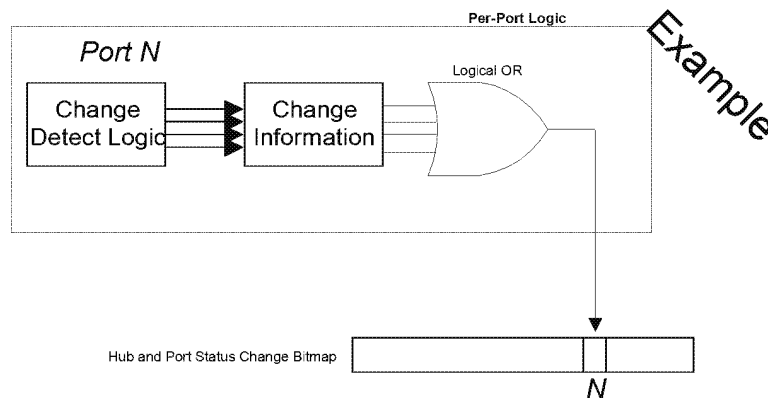 Per-Port Logic
Example
Port N
Logical OR
Change
Detect Logic
Change
Information
Hub and Port Status Change Bitmap
N